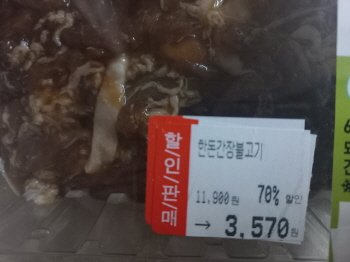 할/인/판/매
한돈간장불고기
11,900원 70% 할인
→ 3,570원